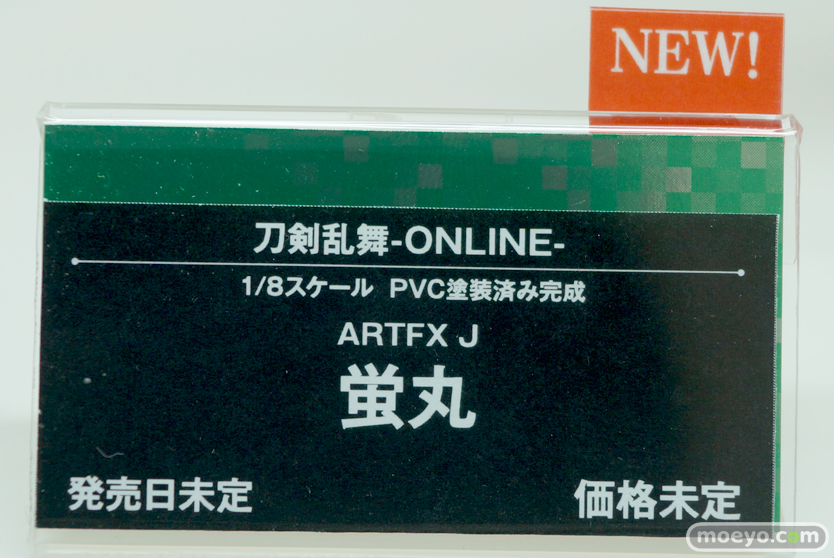 NEW!
刀剣乱舞-ONLINE-
1/8スケール PVC塗装済み完成
ARTFX J
蛍丸
発売日未定 価格未定
moeyo.com